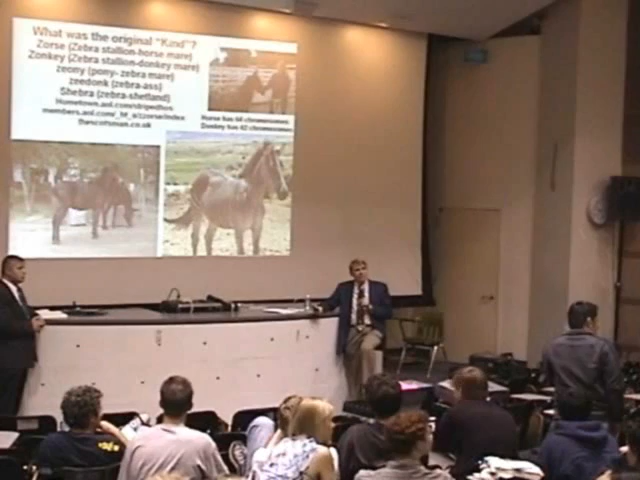 What was the original "Kind"?
Zorse (Zebra stallion-horse mare)
Zonkey (Zebra stallion-donkey mare)
zeony (pony- zebra mare)
zeedonk (zebra-ass)
Shebra (zebra-shetland)
Horse has 64 chromosomes
Donkey has 62 chromosomes